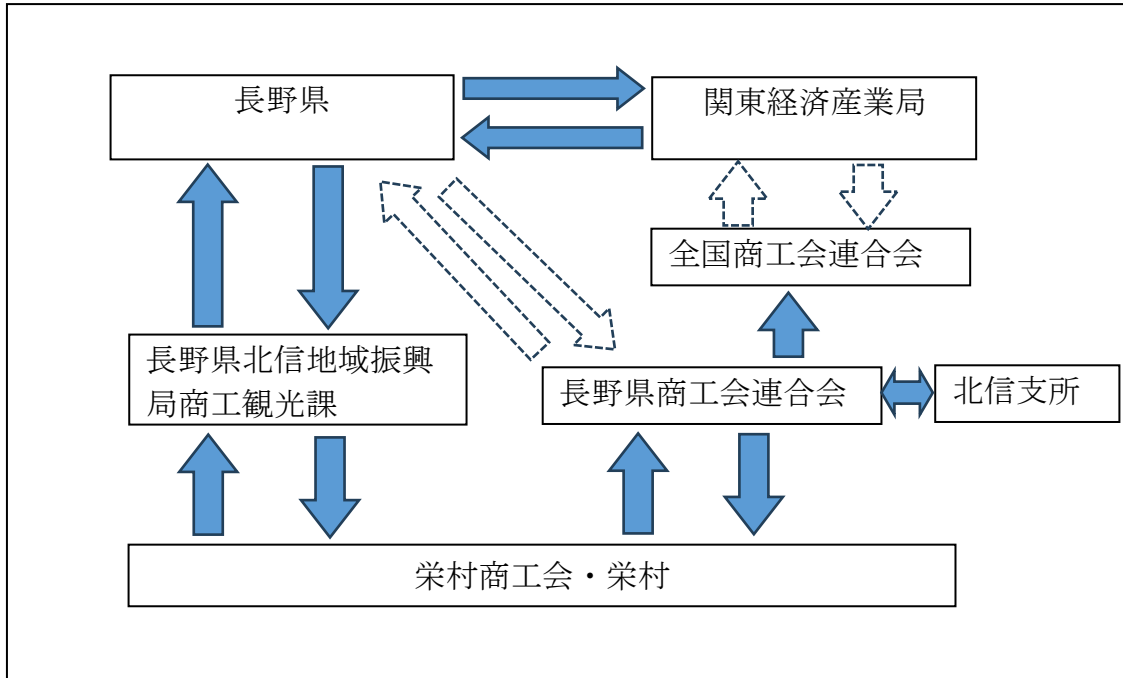 長野県
関東経済産業局
全国商工会連合会
長野県北信地域振興
局商工観光課
長野県商工会連合会
北信支所
栄村商工会・栄村